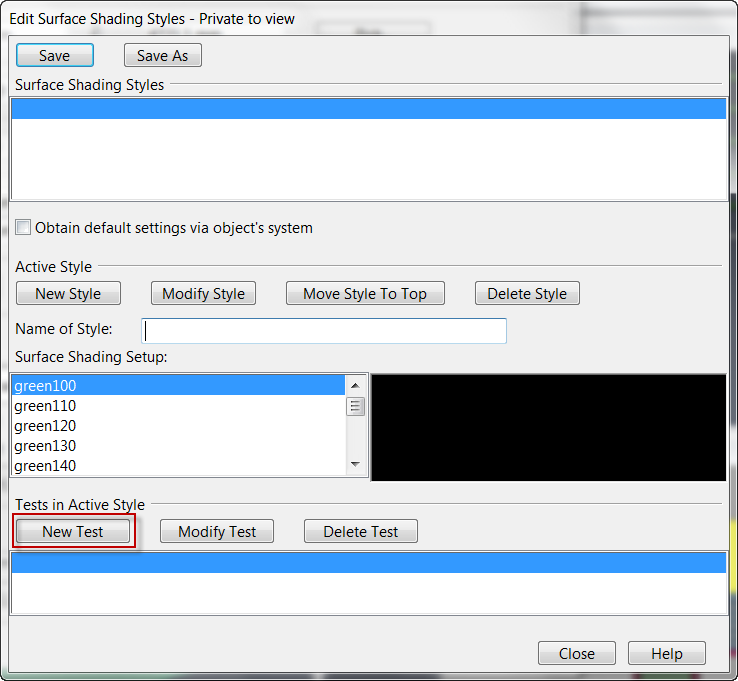 Edit Surface Shading Styles - Private to view
Save Save As
Surface Shading Styles
Obtain default settings via object's system
Active Style
New Style Modify Style Move Style To Top Delete Style
Name of Style:
Surface Shading Setup:
green100
green110
green120
green130
green140
Tests in Active Style
New Test Modify Test Delete Test
Close Help